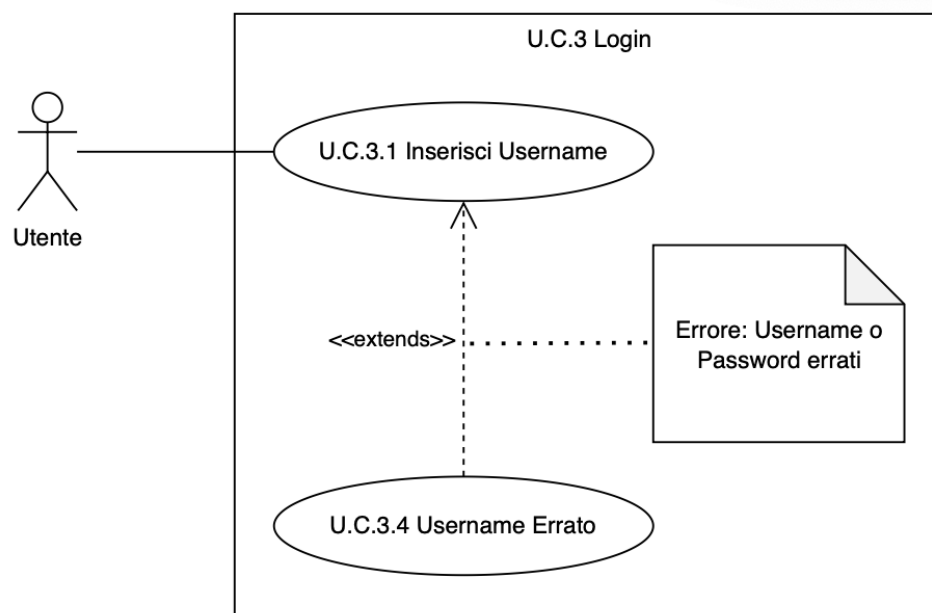 U.C.3 Login
U.C.3.1 Inserisci Username
Utente
<<extends>>
Errore: Username o
Password errati
U.C.3.4 Username Errato